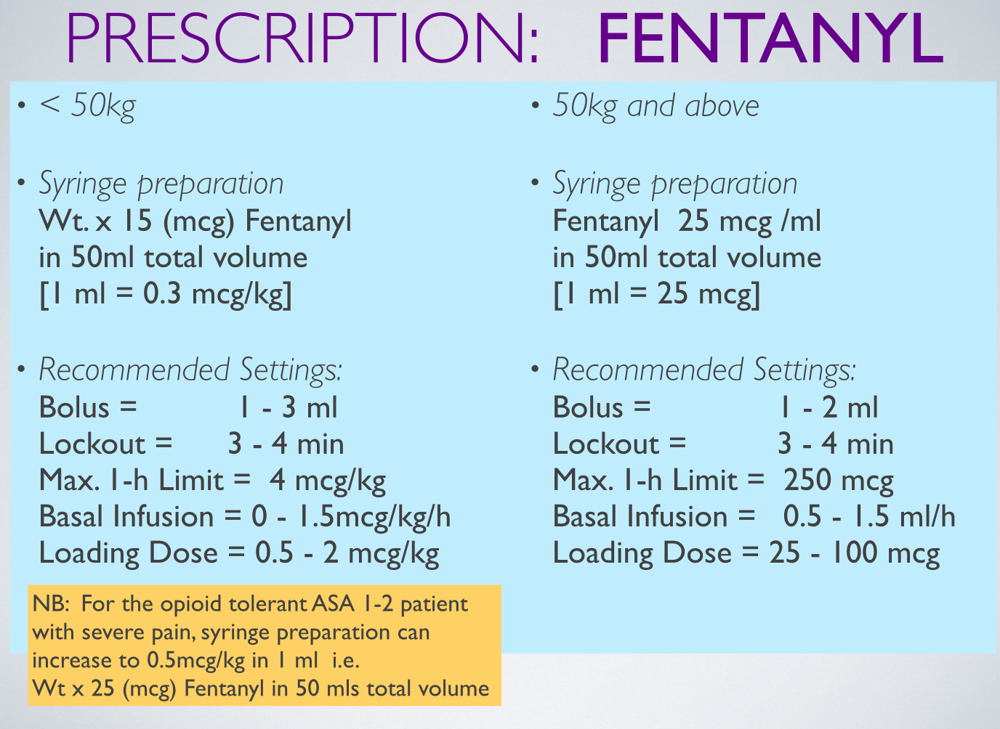 PRESCRIPTION: FENTANYL
• < 50kg
• Syringe preparation
Wt. x 15 (mcg) Fentanyl
in 50ml total volume
[1 ml = 0.3 mcg/kg]
• Recommended Settings:
Bolus = 1 - 3 ml
Lockout = 3 - 4 min
Max. 1-h Limit = 4 mcg/kg
Basal Infusion = 0 - 1.5mcg/kg/h
Loading Dose = 0.5 - 2 mcg/kg
NB: For the opioid tolerant ASA 1-2 patient
with severe pain, syringe preparation can
increase to 0.5mcg/kg in 1 ml i.e.
Wt x 25 (mcg) Fentanyl in 50 mls total volume
• 50kg and above
• Syringe preparation
Fentanyl 25 mcg /ml
in 50ml total volume
[1 ml = 25 mcg]
• Recommended Settings:
Bolus = 1 - 2 ml
Lockout = 3 - 4 min
Max. 1-h Limit = 250 mcg
Basal Infusion = 0.5 - 1.5 ml/h
Loading Dose = 25 - 100 mcg